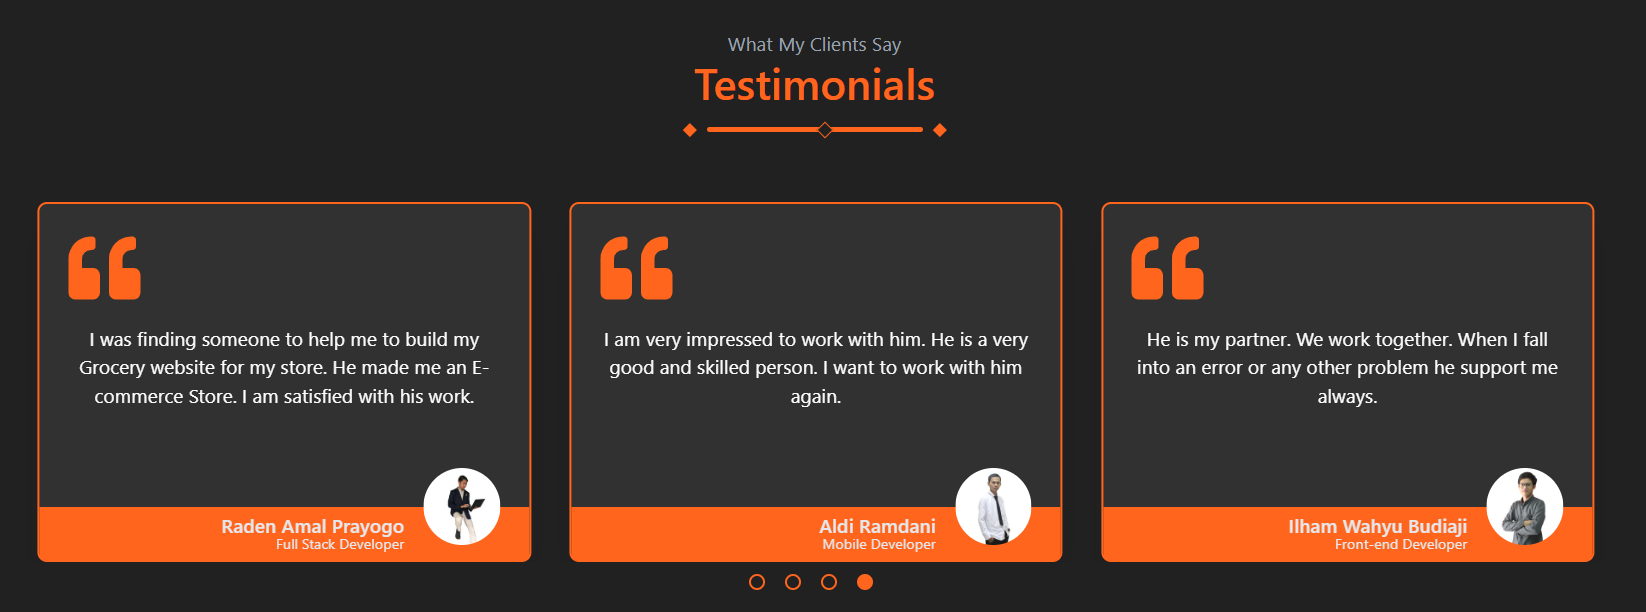 What My Clients Say
Testimonials
I was finding someone to help me to build my
Grocery website for my store. He made me an E-
commerce Store. I am satisfied with his work.
Raden Amal Prayogo
Full Stack Developer
I am very impressed to work with him. He is a very
good and skilled person. I want to work with him
again.
Aldi Ramdani
Mobile Developer
He is my partner. We work together. When I fall
into an error or any other problem he support me
always.
Ilham Wahyu Budiaji
Front-end Developer